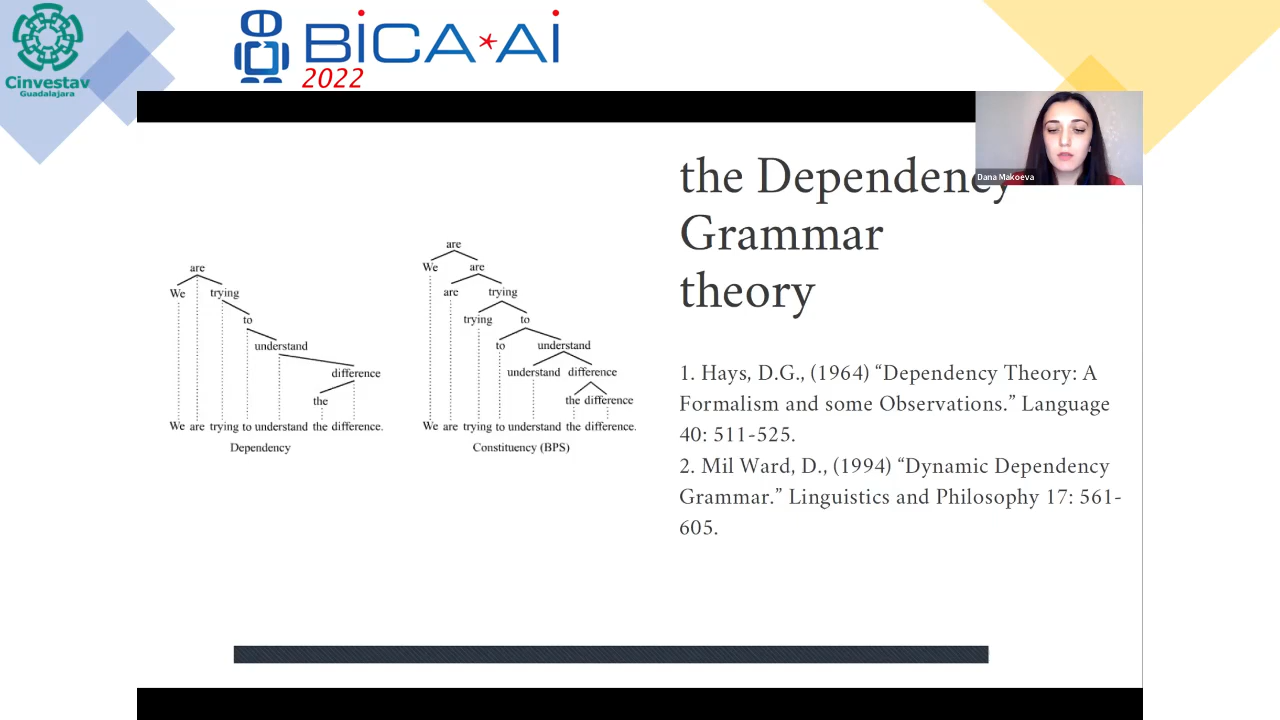 Cinvestav
Guadalajara
BiCA*Ai
2022
Dana Makoeva
the Dependency
Grammar
theory
are
We trying
to
understand
difference
the
We are trying to understand the difference.
Dependency
are
We are
are trying
trying to
to understand
understand difference
the difference
We are trying to understand the difference.
Constituency (BPS)
1. Hays, D.G., (1964) “Dependency Theory: A
Formalism and some Observations.” Language
40: 511-525.
2. Mil Ward, D., (1994) “Dynamic Dependency
Grammar.” Linguistics and Philosophy 17: 561-
605.